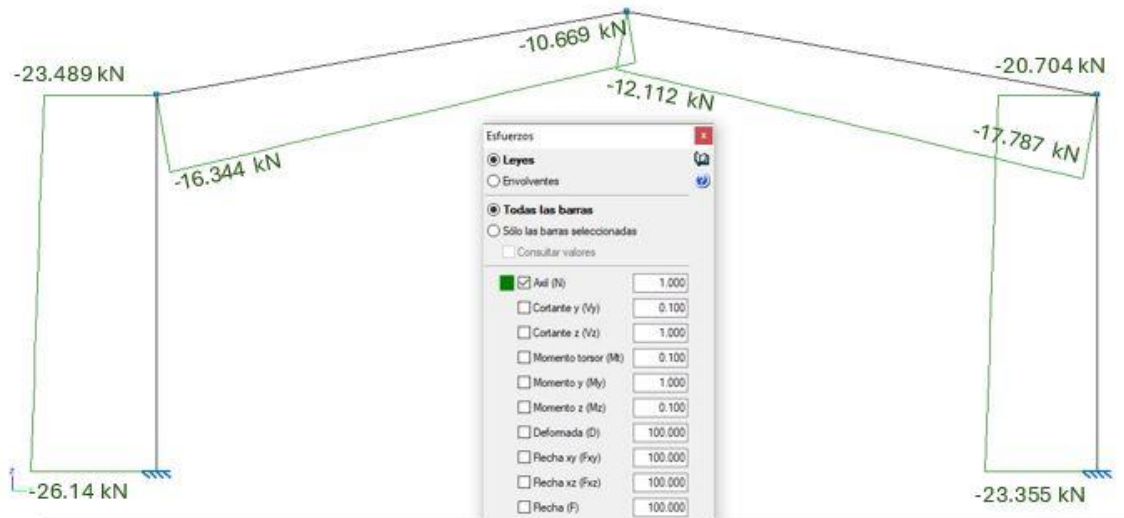 -10.669 kN
-23.489 kN
-20.704 kN
-12.112 kN
-17.787 kN
-16.344 kN
Esfuerzos
x
Leyes
Envolventes
Todas las barras
Sólo las barras seleccionadas
Consultar valores
Axil (N) 1.000
Cortante y (Vy) 0.100
Cortante z (Vz) 1.000
Momento torsor (Mt) 0.100
Momento y (My) 1.000
Momento z (Mz) 0.100
Deformada (D) 100.000
Flecha xy (Fxy) 100.000
Flecha xz (Fxz) 100.000
Flecha (F) 100.000
z
-26.14 kN
-23.355 kN